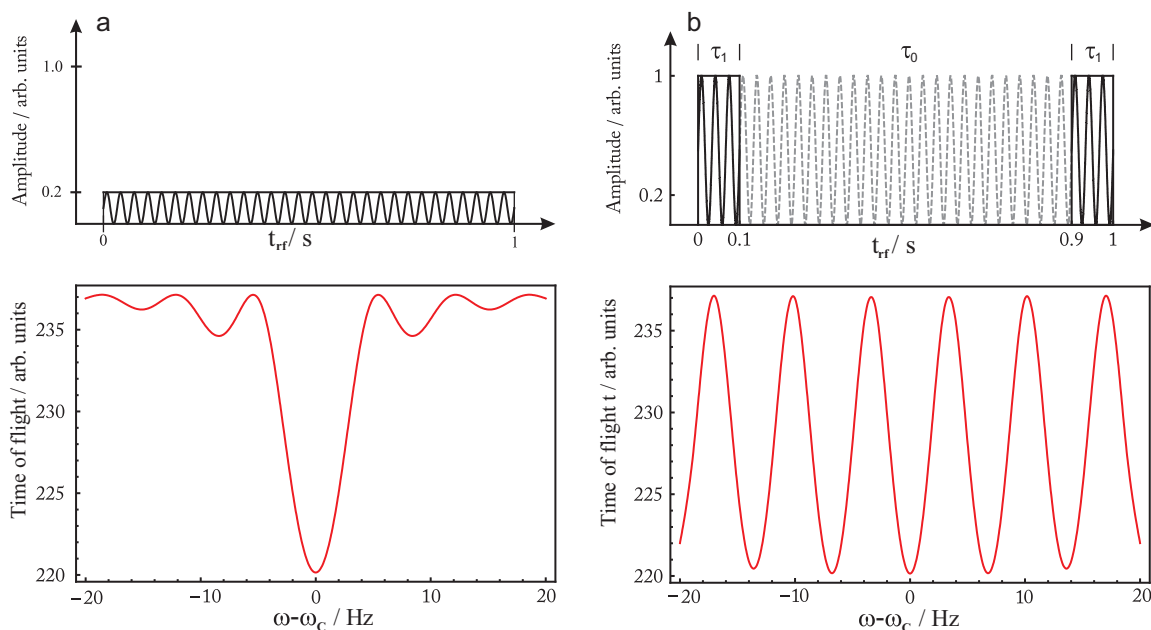 a
Amplitude / arb. units
1.0
0.2
0
t_rf / s
1
Time of flight / arb. units
235
230
225
220
−20
−10
0
10
20
ω-ω_c / Hz
b
Amplitude / arb. units
| τ₁ |
τ₀
| τ₁ |
1
0.2
0
0.1
t_rf / s
0.9
1
Time of flight t / arb. units
235
230
225
220
−20
−10
0
10
20
ω-ω_c / Hz